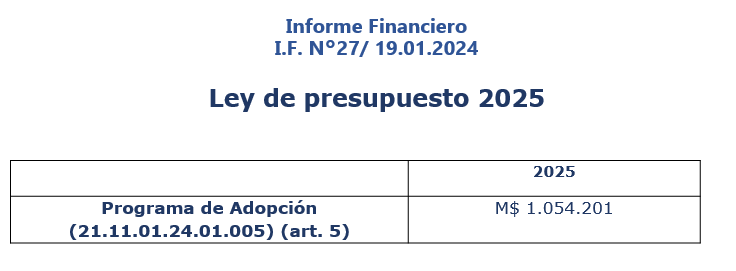 Informe Financiero
I.F. N°27/ 19.01.2024
Ley de presupuesto 2025
2025
Programa de Adopción
(21.11.01.24.01.005) (art. 5)
M$ 1.054.201